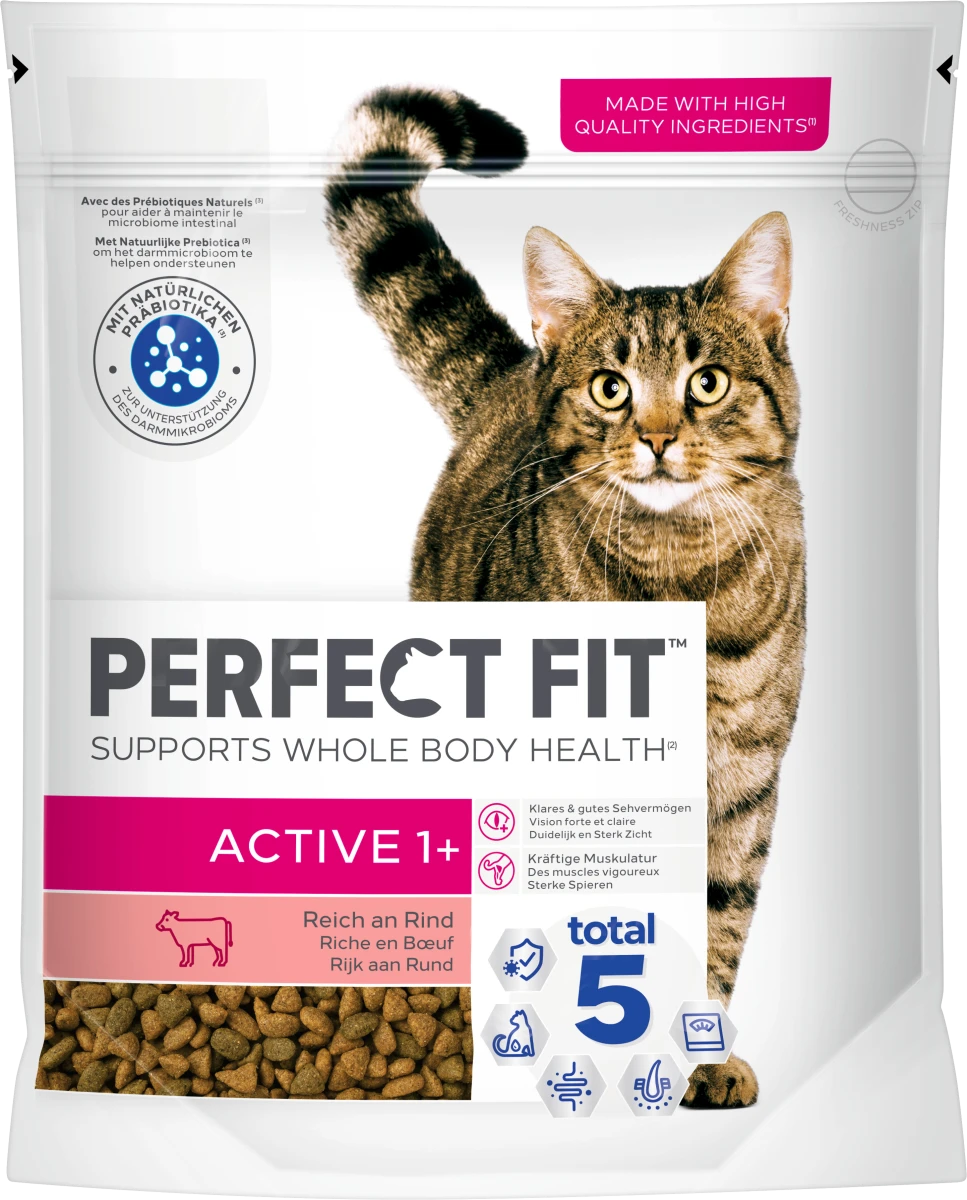 MADE WITH HIGH
QUALITY INGREDIENTS(1)
FRESHNESS ZIP
Avec des Prébiotiques Naturels (3)
pour aider à maintenir le
microbiome intestinal
Met Natuurlijke Prebiotica (3)
om het darmmicrobioom te
helpen ondersteunen
MIT NATÜRLICHEN
PRÄBIOTIKA (3)
ZUR UNTERSTÜTZUNG
DES DARMMIKROBIOMS
PERFECT FIT™
SUPPORTS WHOLE BODY HEALTH(2)
ACTIVE 1+
Klares & gutes Sehvermögen
Vision forte et claire
Duidelijk en Sterk Zicht
Kräftige Muskulatur
Des muscles vigoureux
Sterke Spieren
Reich an Rind
Riche en Bœuf
Rijk aan Rund
total
5